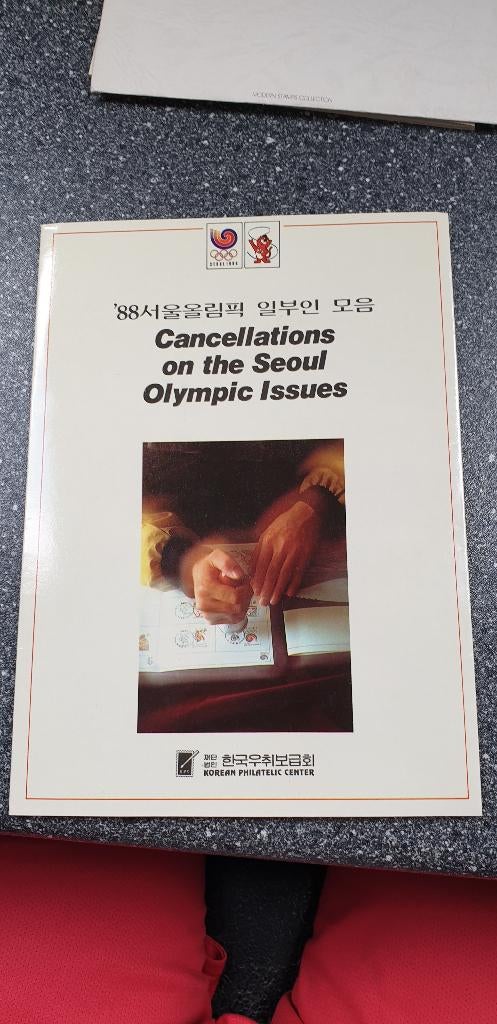 MODERN STAMPS COLLECTION
SEOUL 1988
'88서울올림픽 일부인 모음
Cancellations
on the Seoul
Olympic Issues
재단
법인 한국우취보급회
KOREAN PHILATELIC CENTER